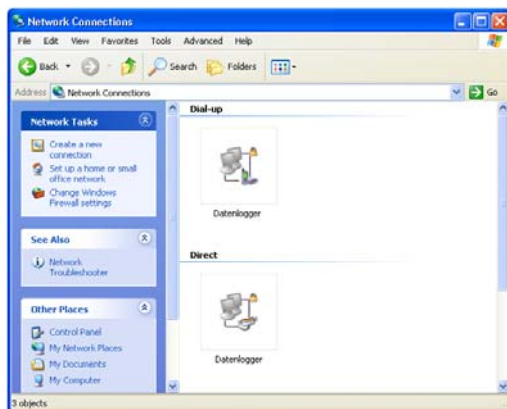 Network Connections
File Edit View Favorites Tools Advanced Help
Back Search Folders
Address Network Connections Go
Network Tasks
Create a new
connection
Set up a home or small
office network
Change Windows
Firewall settings
See Also
Network
Troubleshooter
Other Places
Control Panel
My Network Places
My Documents
My Computer
Dial-up
Datenlogger
Direct
Datenlogger
3 objects